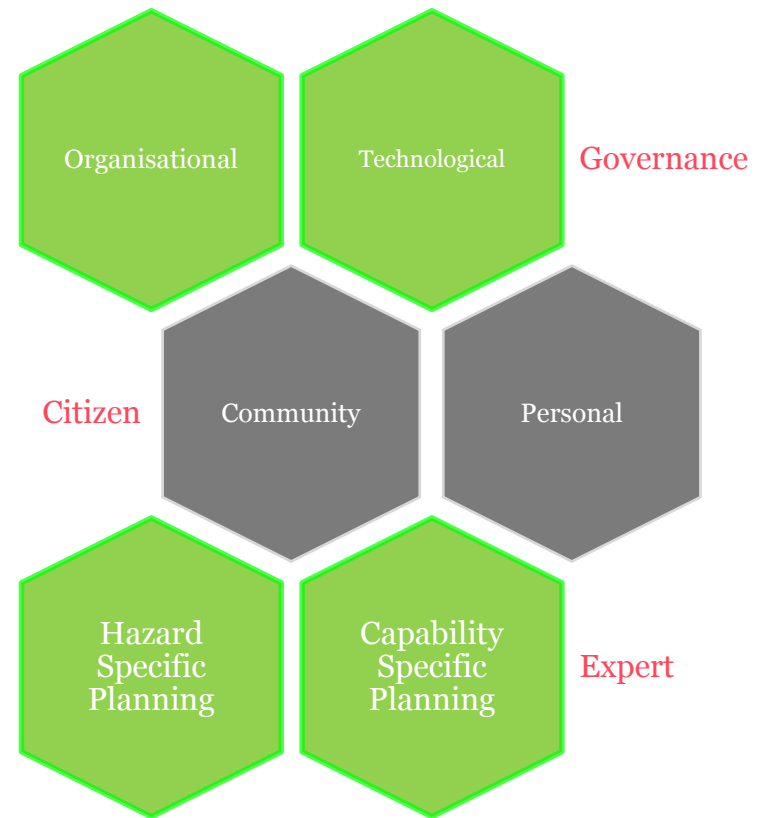 Organisational
Technological
Governance
Citizen
Community
Personal
Hazard
Specific
Planning
Capability
Specific
Planning
Expert